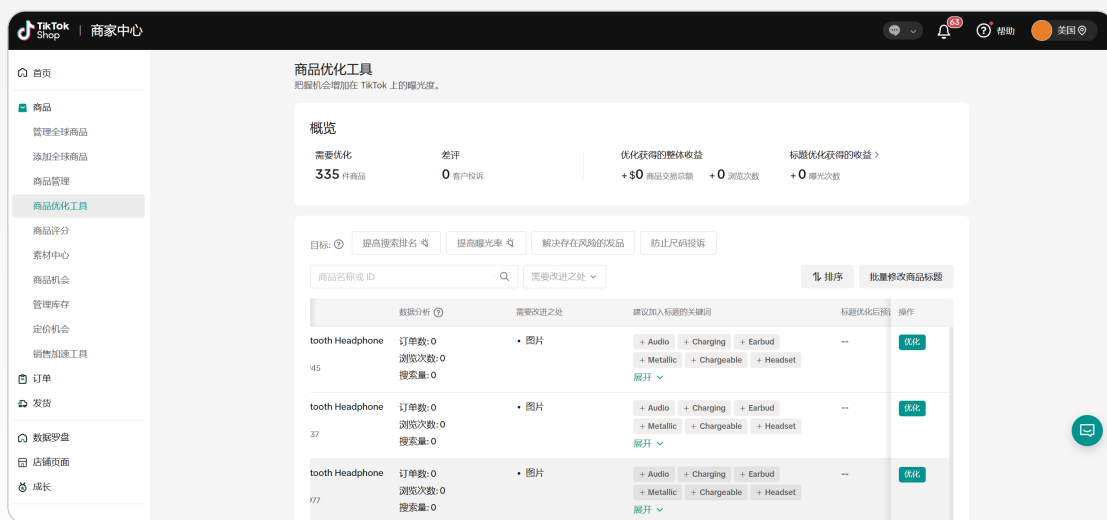 TikTok Shop | 商家中心
63
帮助
美国
首页
商品
管理全球商品
添加全球商品
商品管理
商品优化工具
商品评分
素材中心
商品机会
管理库存
定价机会
销售加速工具
订单
发货
数据罗盘
店铺页面
成长
商品优化工具
把握机会增加在 TikTok 上的曝光度。
概览
需要优化 差评 优化获得的整体收益 标题优化获得的收益 >
335 件商品 0 客户投诉 + $0 商品交易总额 + 0 浏览次数 + 0 曝光次数
目标: 提高搜索排名 提高曝光率 解决存在风险的发品 防止尺码投诉
商品名称或 ID 需要改进之处 排序 批量修改商品标题
数据分析 需要改进之处 建议加入标题的关键词 标题优化后预 操作
tooth Headphone 订单数: 0 • 图片 + Audio + Charging + Earbud -- 优化
浏览次数: 0 + Metallic + Chargeable + Headset
45 搜索量: 0 展开
tooth Headphone 订单数: 0 • 图片 + Audio + Charging + Earbud -- 优化
浏览次数: 0 + Metallic + Chargeable + Headset
37 搜索量: 0 展开
tooth Headphone 订单数: 0 • 图片 + Audio + Charging + Earbud -- 优化
浏览次数: 0 + Metallic + Chargeable + Headset
977 搜索量: 0 展开